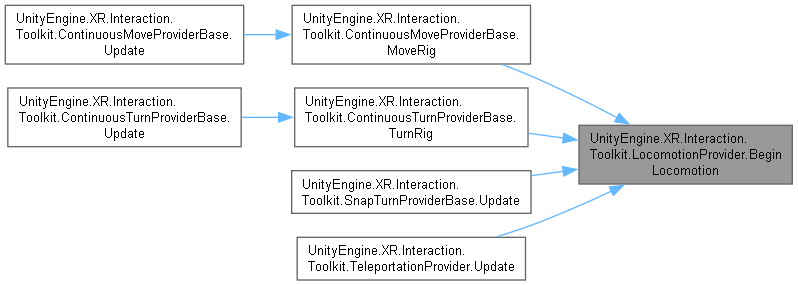 UnityEngine.XR.Interaction.
Toolkit.ContinuousMoveProviderBase.
Update
UnityEngine.XR.Interaction.
Toolkit.ContinuousMoveProviderBase.
MoveRig
UnityEngine.XR.Interaction.
Toolkit.ContinuousTurnProviderBase.
Update
UnityEngine.XR.Interaction.
Toolkit.ContinuousTurnProviderBase.
TurnRig
UnityEngine.XR.Interaction.
Toolkit.LocomotionProvider.Begin
Locomotion
UnityEngine.XR.Interaction.
Toolkit.SnapTurnProviderBase.Update
UnityEngine.XR.Interaction.
Toolkit.TeleportationProvider.Update